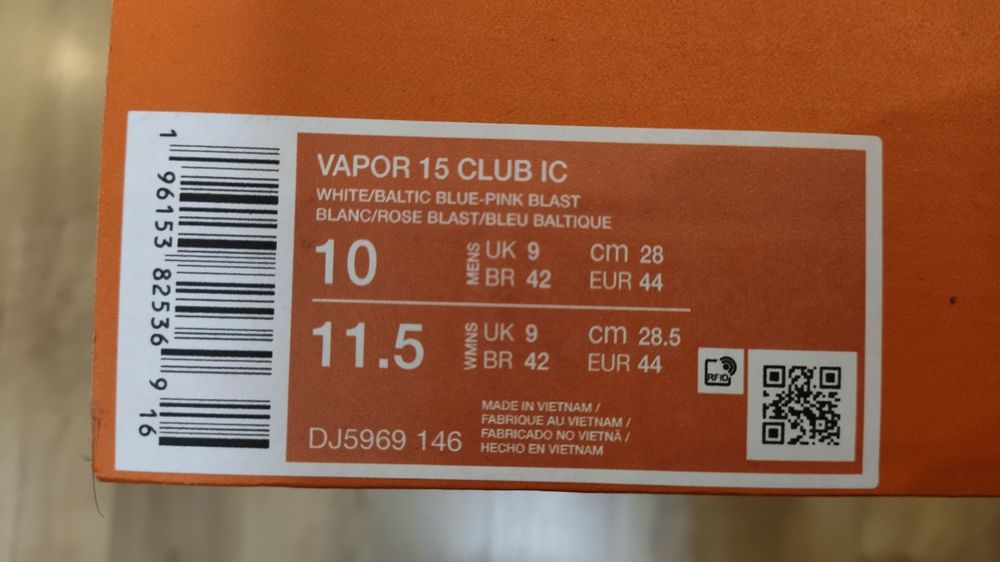 1 96153 82536 9 16
VAPOR 15 CLUB IC
WHITE/BALTIC BLUE-PINK BLAST
BLANC/ROSE BLAST/BLEU BALTIQUE
10 MENS UK 9 cm 28
BR 42 EUR 44
11.5 WMNS UK 9 cm 28.5
BR 42 EUR 44
RFID
MADE IN VIETNAM /
FABRIQUE AU VIETNAM /
FABRICADO NO VIETNÃ /
HECHO EN VIETNAM
DJ5969 146